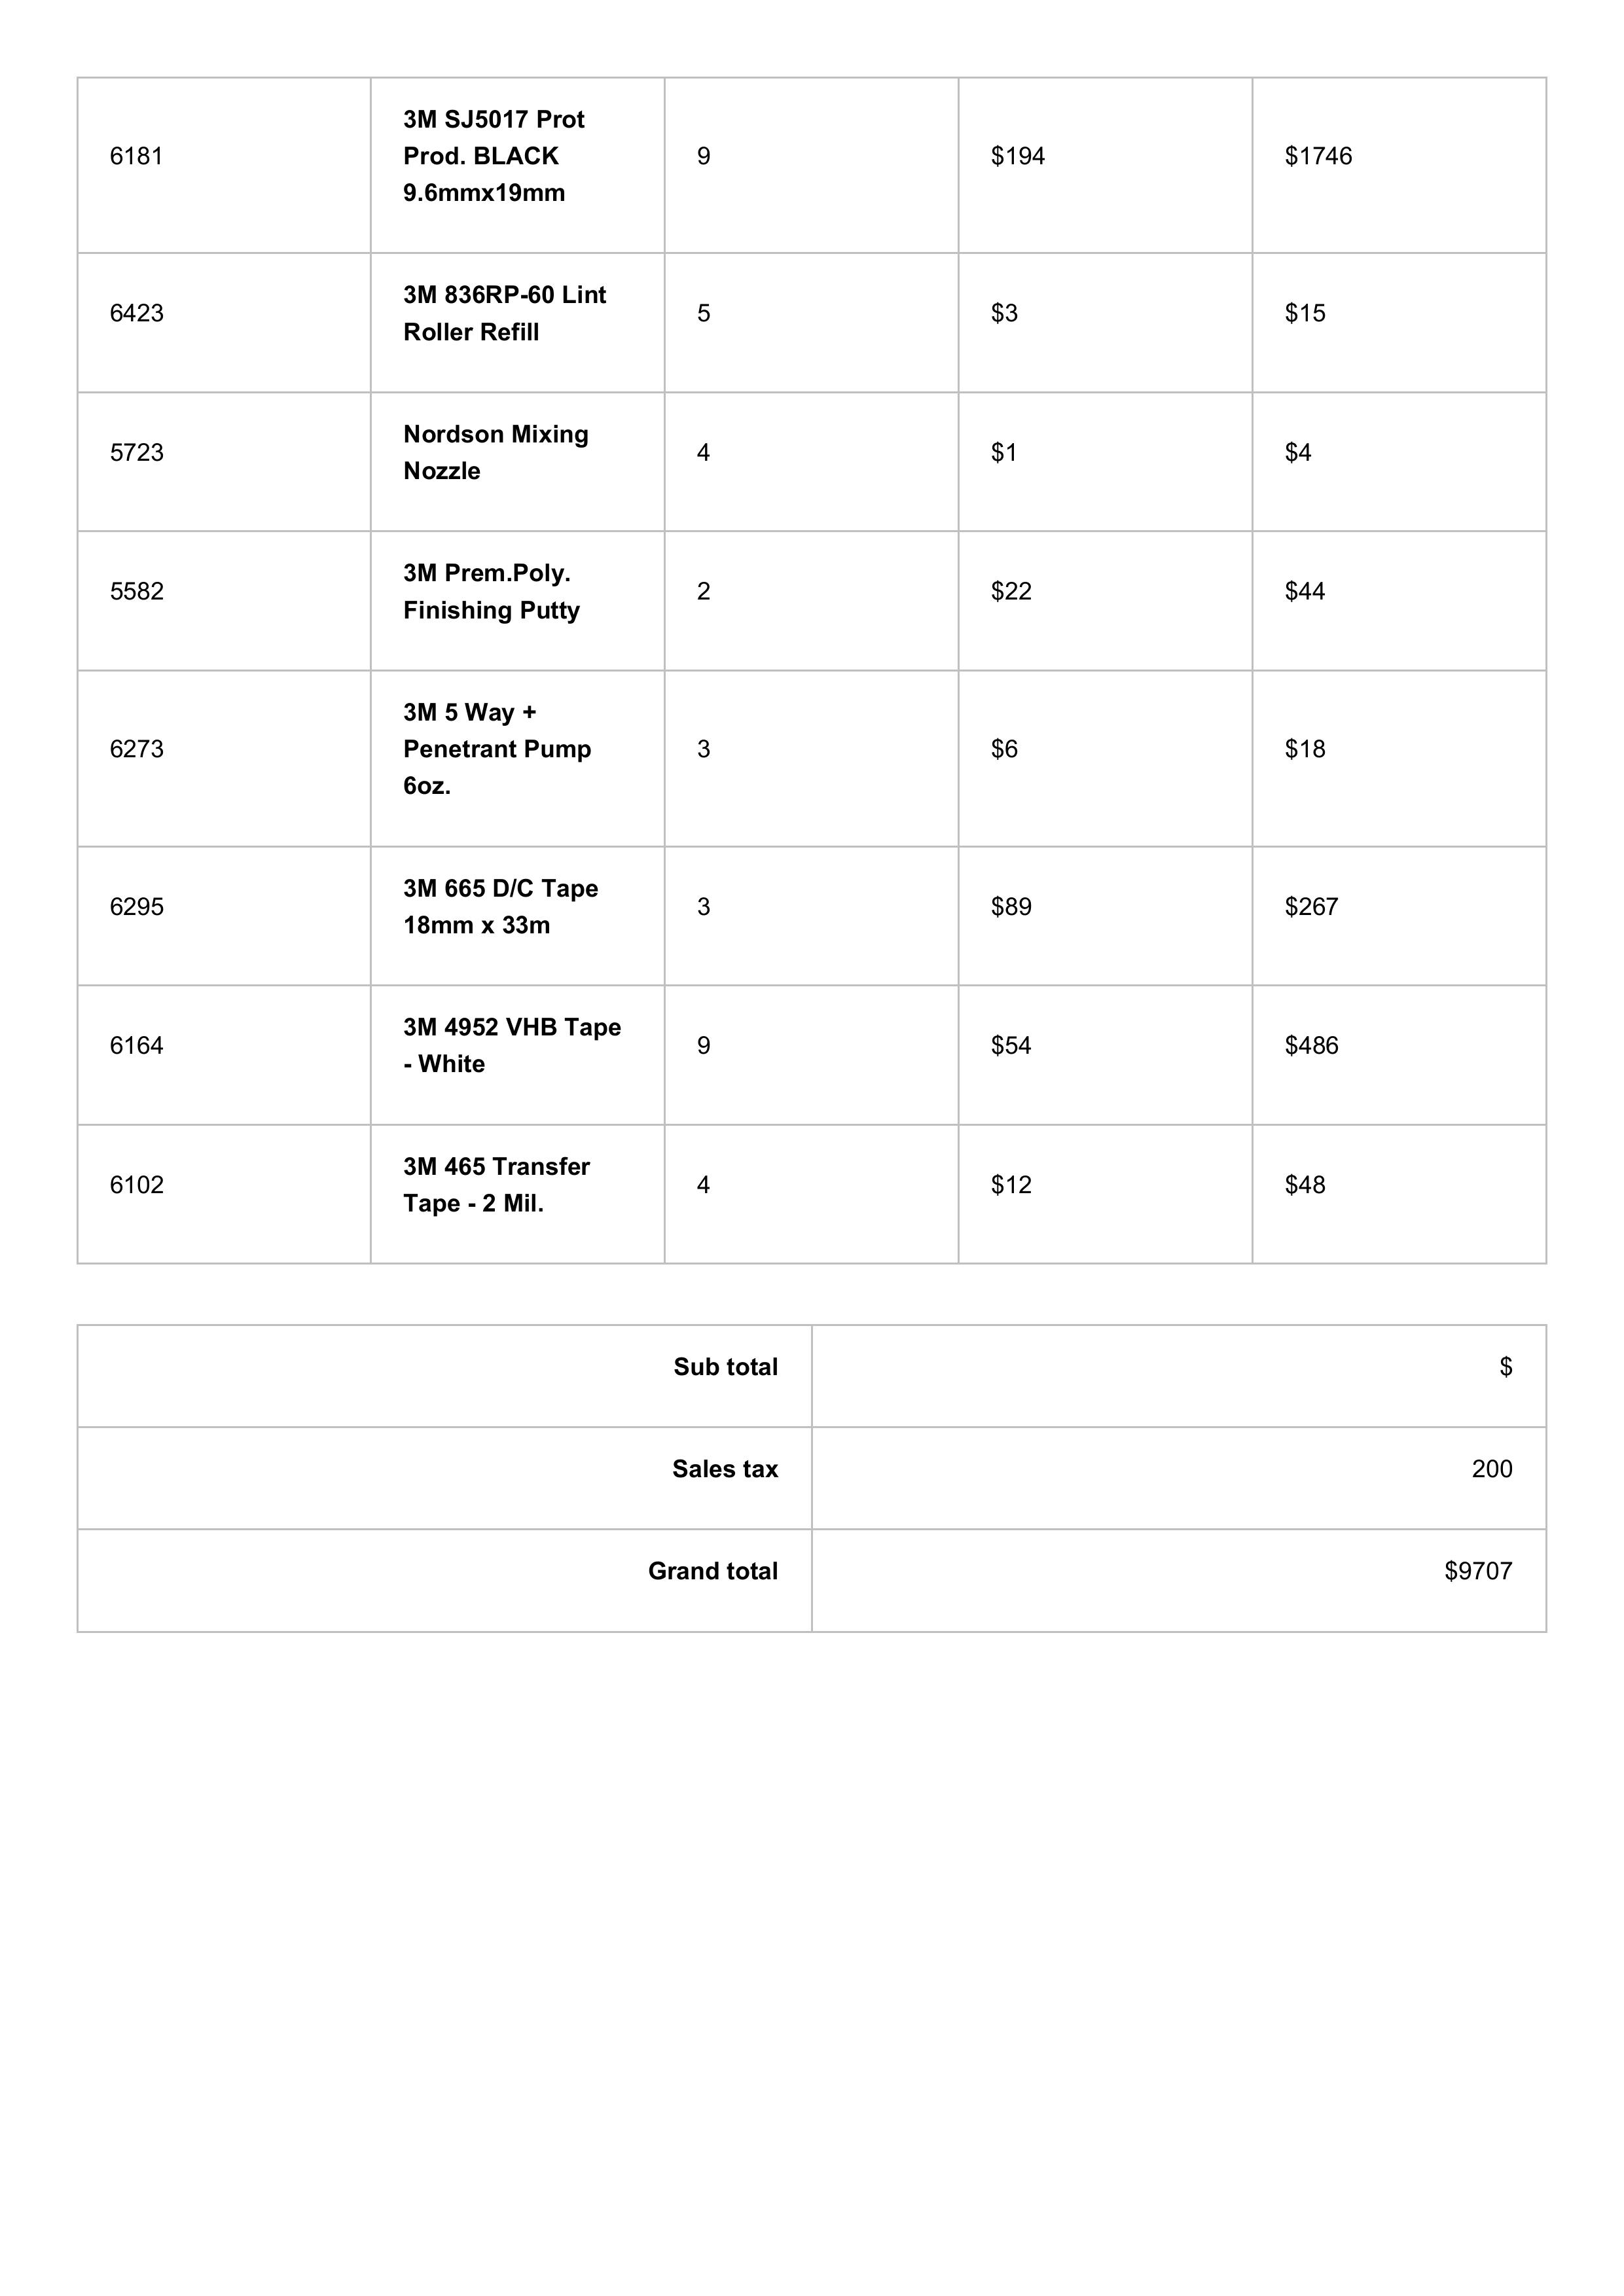 6181
3M SJ5017 Prot
Prod. BLACK
9.6mmx19mm
9
$194
$1746
6423
3M 836RP-60 Lint
Roller Refill
5
$3
$15
5723
Nordson Mixing
Nozzle
4
$1
$4
5582
3M Prem.Poly.
Finishing Putty
2
$22
$44
6273
3M 5 Way +
Penetrant Pump
6oz.
3
$6
$18
6295
3M 665 D/C Tape
18mm x 33m
3
$89
$267
6164
3M 4952 VHB Tape
- White
9
$54
$486
6102
3M 465 Transfer
Tape - 2 Mil.
4
$12
$48
Sub total
$
Sales tax
200
Grand total
$9707